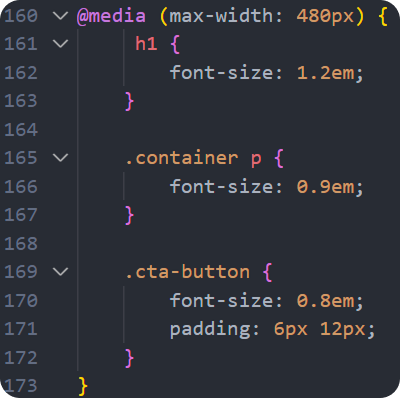 160 @media (max-width: 480px) {
161      h1 {
162         font-size: 1.2em;
163     }
164
165     .container p {
166         font-size: 0.9em;
167     }
168
169     .cta-button {
170         font-size: 0.8em;
171         padding: 6px 12px;
172     }
173 }